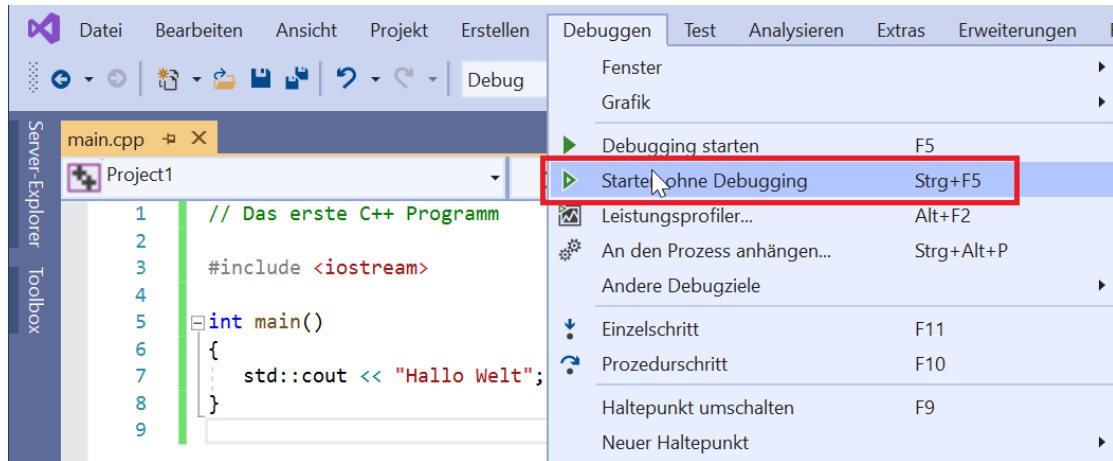 Datei Bearbeiten Ansicht Projekt Erstellen Debuggen Test Analysieren Extras Erweiterungen
Debug
Server-Explorer
Toolbox
main.cpp
Project1
1 // Das erste C++ Programm
2
3 #include <iostream>
4
5 int main()
6 {
7 std::cout << "Hallo Welt";
8 }
9
Fenster
Grafik
Debugging starten F5
Starten ohne Debugging Strg+F5
Leistungsprofiler... Alt+F2
An den Prozess anhängen... Strg+Alt+P
Andere Debugziele
Einzelschritt F11
Prozedurschritt F10
Haltepunkt umschalten F9
Neuer Haltepunkt